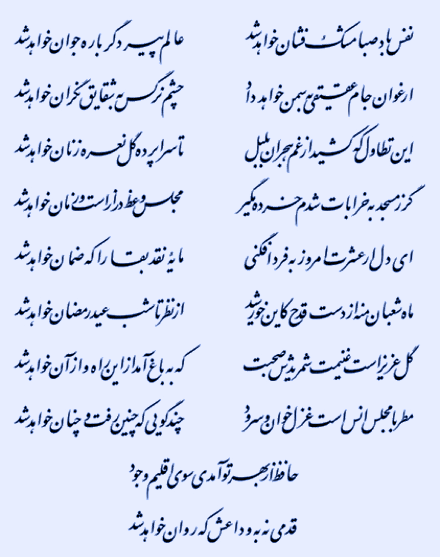 نفس باد صبا مشک فشان خواهد شد
عالم پیر دگر باره جوان خواهد شد
ارغوان جام عقیقی به سمن خواهد داد
چشم نرگس به شقایق نگران خواهد شد
این تطاول که کشید از غم هجران بلبل
تا سراپرده گل نعره زنان خواهد شد
گر ز مسجد به خرابات شدم خرده مگیر
مجلس وعظ دراز است و زمان خواهد شد
ای دل ار عشرت امروز به فردا فکنی
مایهٔ نقد بقا را که ضمان خواهد شد
ماه شعبان منه از دست قدح کاین خورشید
از نظر تا شب عید رمضان خواهد شد
گل عزیز است غنیمت شمریدش صحبت
که به باغ آمد از این راه و از آن خواهد شد
مطربا مجلس انس است غزل خوان و سرود
چند گویی که چنین رفت و چنان خواهد شد
حافظ از بهر تو آمد سوی اقلیم وجود
قدمی نه به وداعش که روان خواهد شد